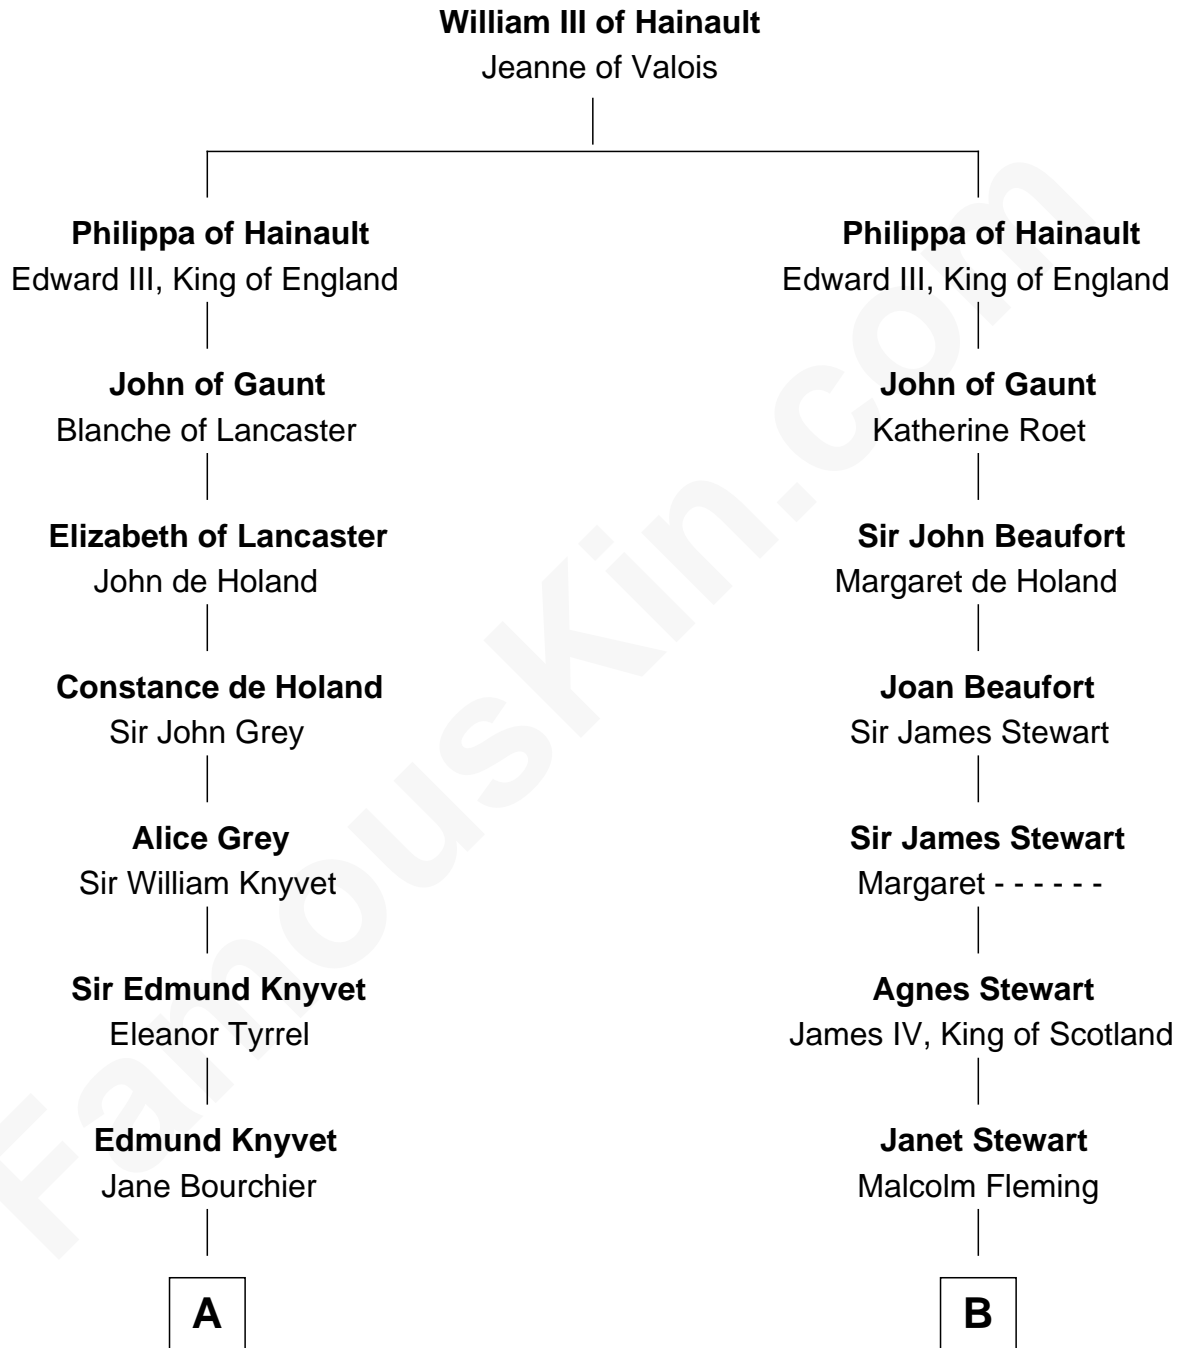 William III of Hainault
Jeanne of Valois
Philippa of Hainault
Edward III, King of England
Philippa of Hainault
Edward III, King of England
John of Gaunt
Blanche of Lancaster
John of Gaunt
Katherine Roet
Elizabeth of Lancaster
John de Holand
Sir John Beaufort
Margaret de Holand
Constance de Holand
Sir John Grey
Joan Beaufort
Sir James Stewart
Alice Grey
Sir William Knyvet
Sir James Stewart
Margaret - - - - - -
Sir Edmund Knyvet
Eleanor Tyrrel
Agnes Stewart
James IV, King of Scotland
Edmund Knyvet
Jane Bourchier
Janet Stewart
Malcolm Fleming
A
B
FamousKin.com